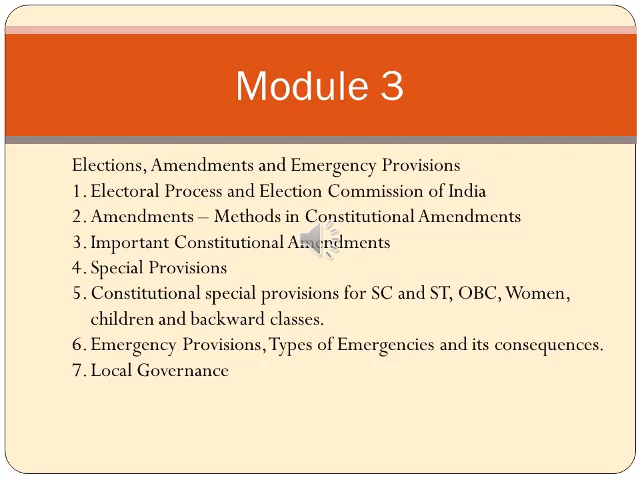 Module 3
Elections, Amendments and Emergency Provisions
1. Electoral Process and Election Commission of India
2. Amendments – Methods in Constitutional Amendments
3. Important Constitutional Amendments
4. Special Provisions
5. Constitutional special provisions for SC and ST, OBC, Women,
children and backward classes.
6. Emergency Provisions, Types of Emergencies and its consequences.
7. Local Governance